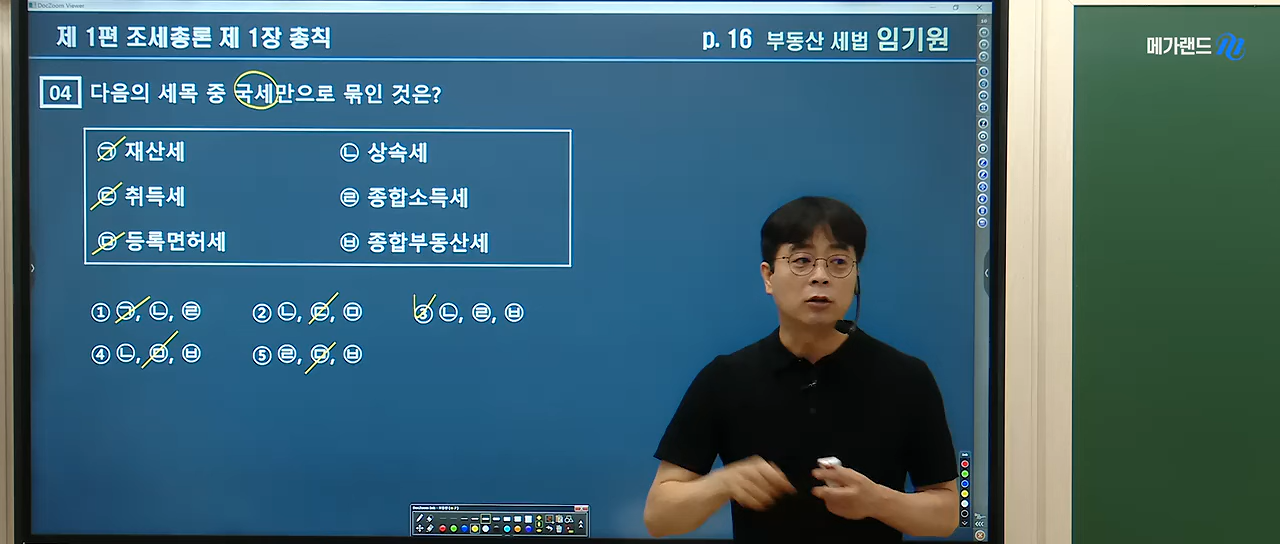 DocZoom Viewer
제 1편 조세총론 제 1장 총칙
p. 16 부동산 세법 임기원
메가랜드
04 다음의 세목 중 국세만으로 묶인 것은?
㉠ 재산세 ㉡ 상속세
㉢ 취득세 ㉣ 종합소득세
㉤ 등록면허세 ㉥ 종합부동산세
① ㉠, ㉡, ㉣ ② ㉡, ㉢, ㉤ ③ ㉡, ㉣, ㉥
④ ㉡, ㉤, ㉥ ⑤ ㉣, ㉤, ㉥